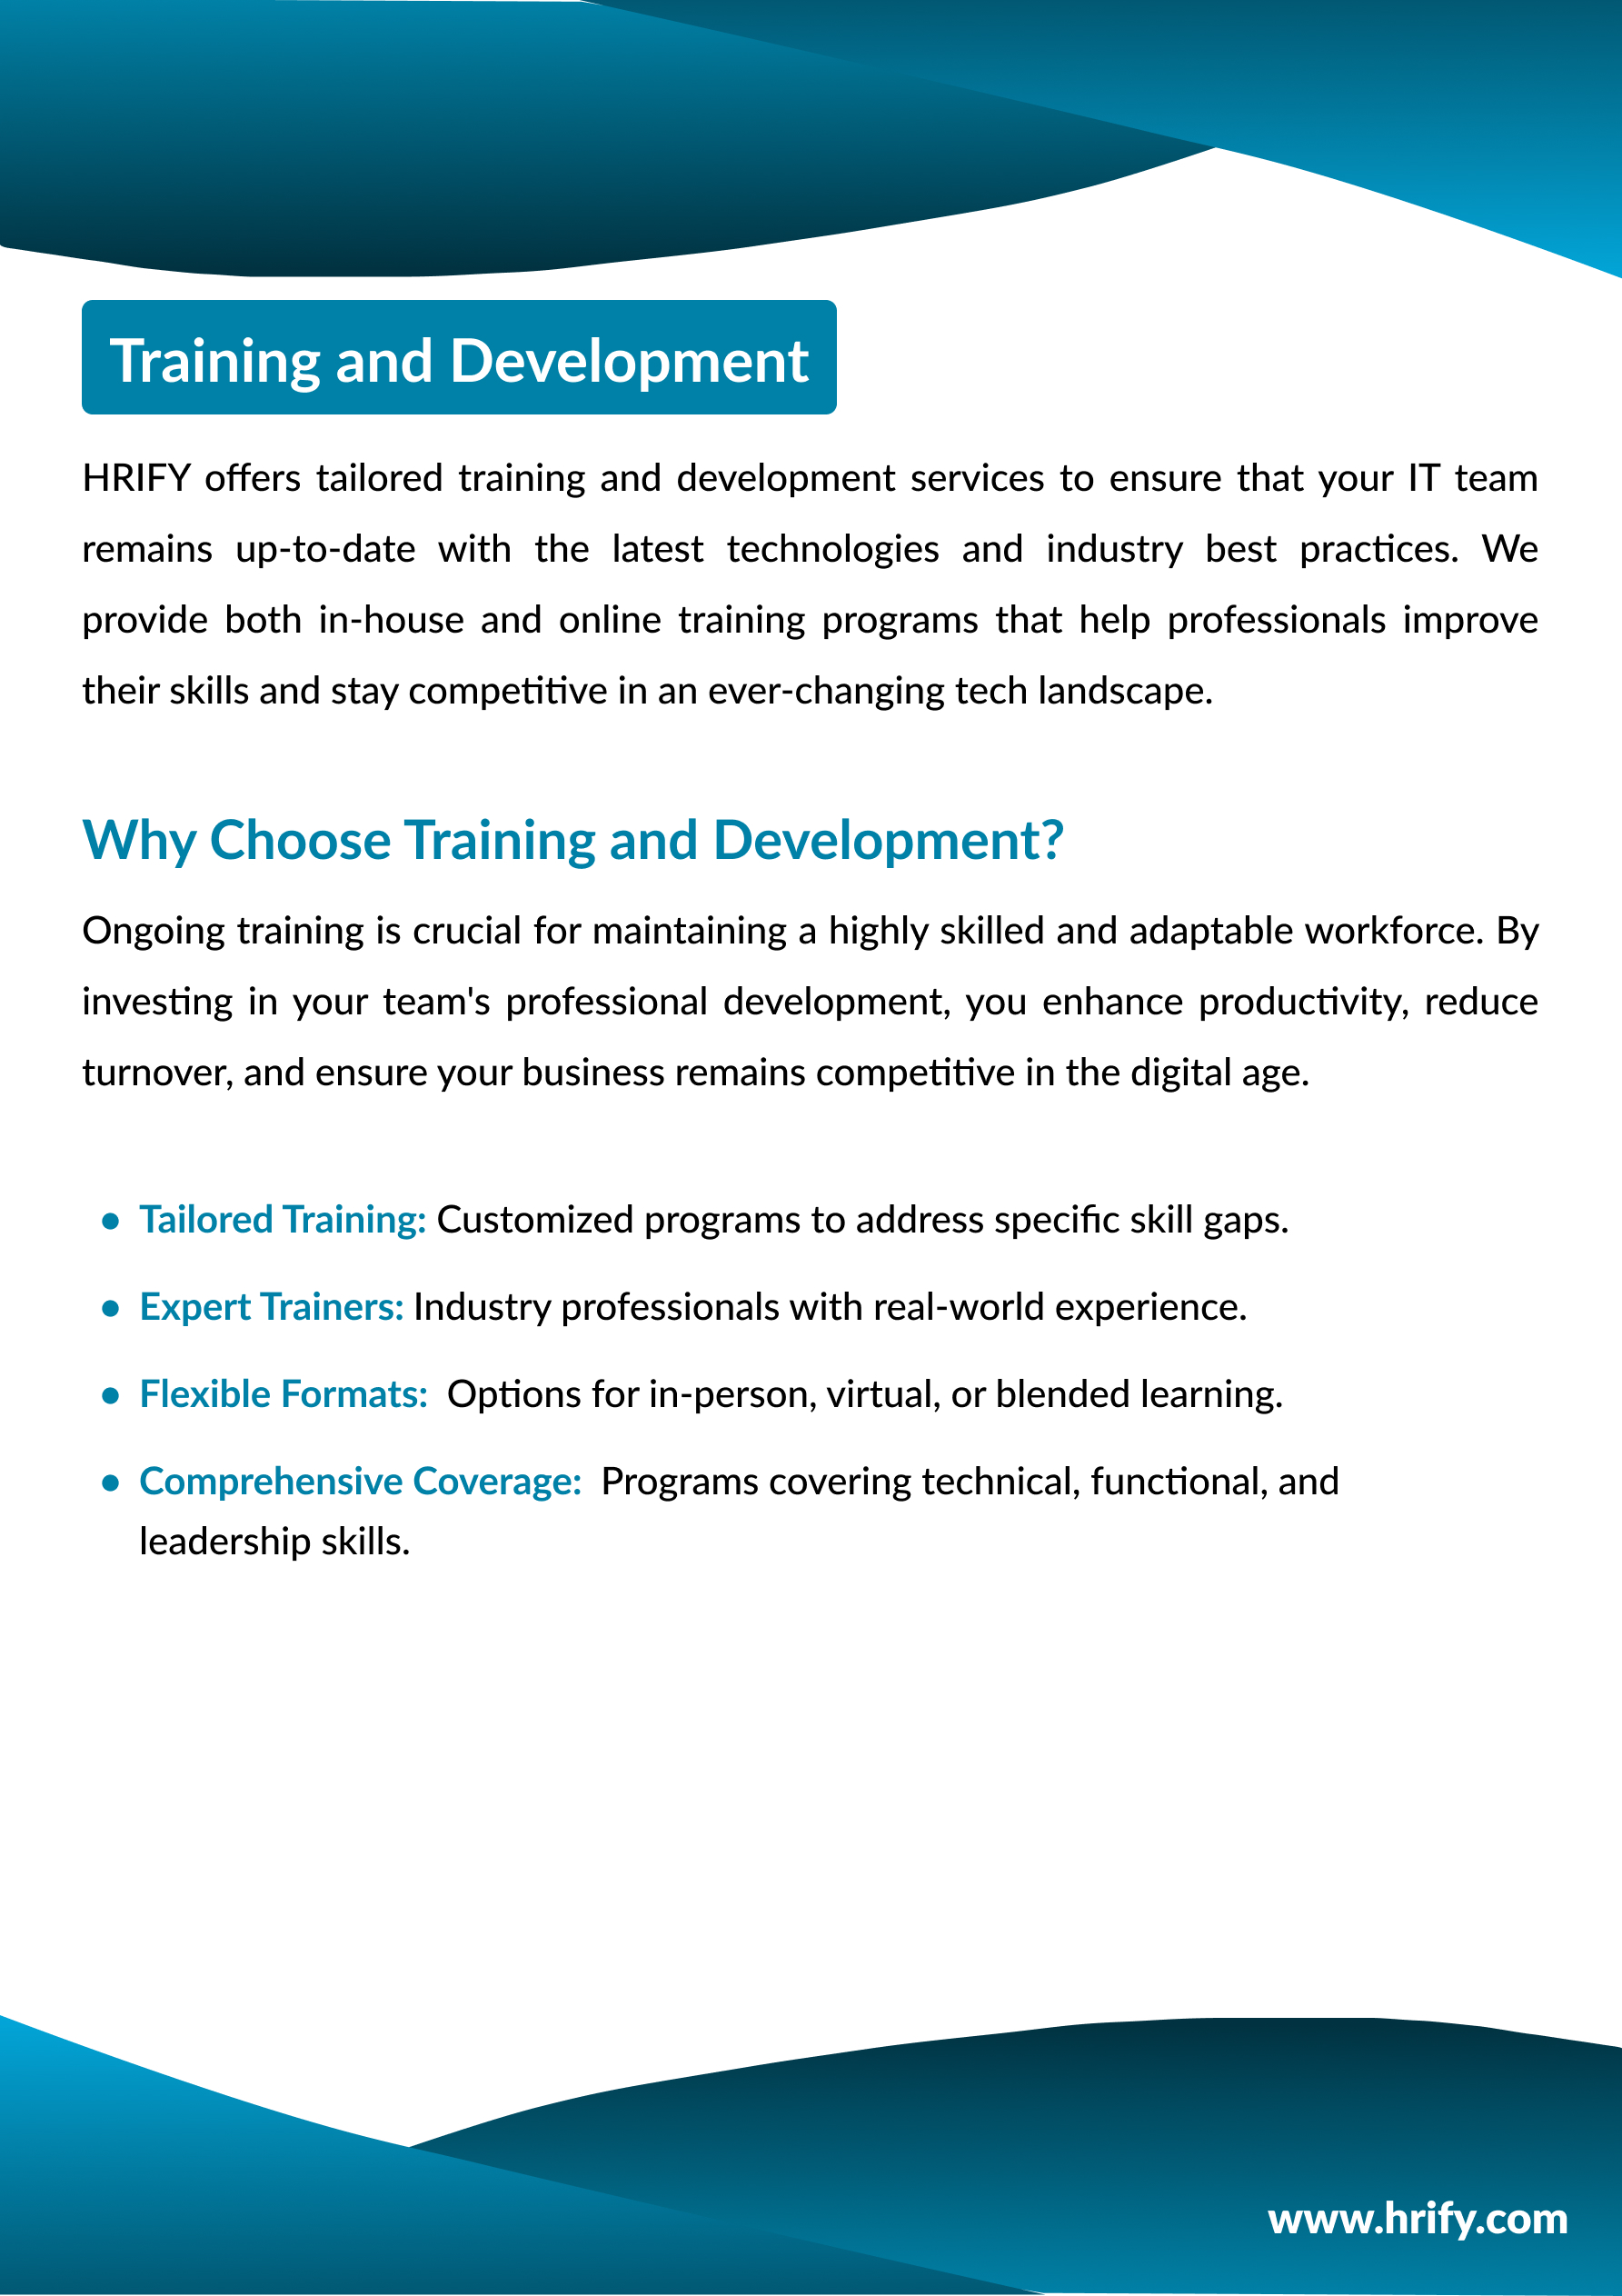 Training and Development
HRIFY offers tailored training and development services to ensure that your IT team
remains up-to-date with the latest technologies and industry best practices. We
provide both in-house and online training programs that help professionals improve
their skills and stay competitive in an ever-changing tech landscape.
Why Choose Training and Development?
Ongoing training is crucial for maintaining a highly skilled and adaptable workforce. By
investing in your team's professional development, you enhance productivity, reduce
turnover, and ensure your business remains competitive in the digital age.
• Tailored Training: Customized programs to address specific skill gaps.
• Expert Trainers: Industry professionals with real-world experience.
• Flexible Formats: Options for in-person, virtual, or blended learning.
• Comprehensive Coverage: Programs covering technical, functional, and
leadership skills.
www.hrify.com